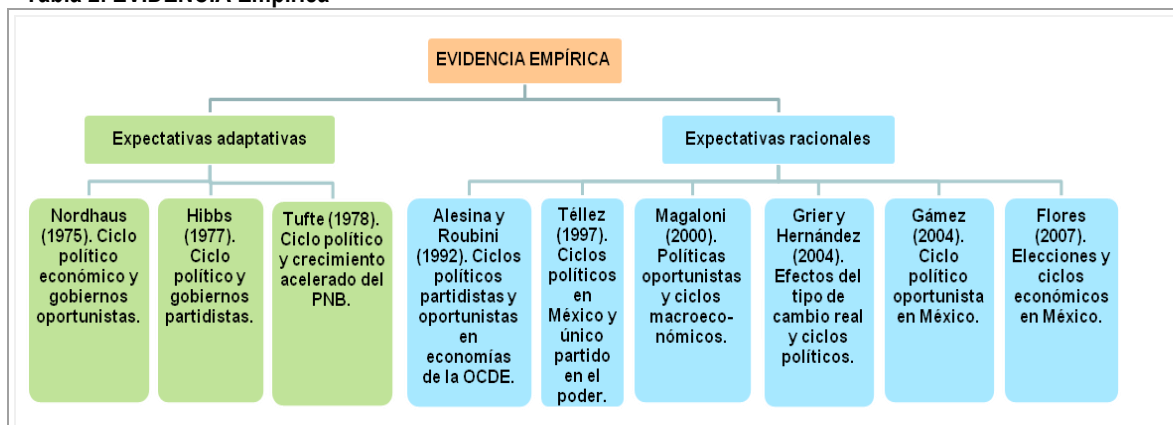 Tabla 2. EVIDENCIA Empírica
EVIDENCIA EMPÍRICA
Expectativas adaptativas
Expectativas racionales
Nordhaus
(1975). Ciclo
político
económico y
gobiernos
oportunistas.
Hibbs
(1977).
Ciclo
político y
gobiernos
partidistas.
Tufte (1978).
Ciclo político
y crecimiento
acelerado del
PNB.
Alesina y
Roubini
(1992). Ciclos
políticos
partidistas y
oportunistas
en
economías
de la OCDE.
Téllez
(1997). Ciclos
políticos
en
México y
único
partido
en el
poder.
Magaloni
(2000).
Políticas
oportunistas
y ciclos
macroeco-
nómicos.
Grier y
Hernández
(2004).
Efectos del
tipo de
cambio real
y ciclos
políticos.
Gámez
(2004).
Ciclo
político
oportunista
en México.
Flores
(2007).
Elecciones y
ciclos
económicos
en México.